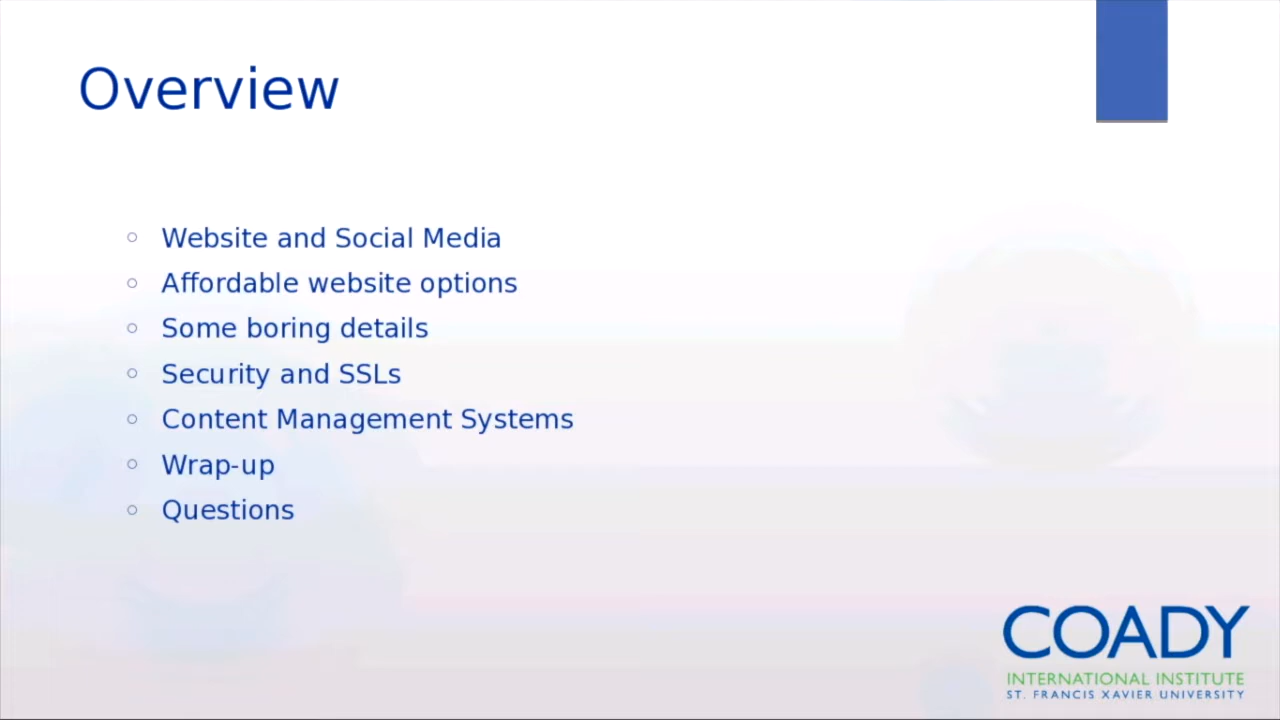 Overview
Website and Social Media
Affordable website options
Some boring details
Security and SSLs
Content Management Systems
Wrap-up
Questions
COADY
INTERNATIONAL INSTITUTE
ST. FRANCIS XAVIER UNIVERSITY